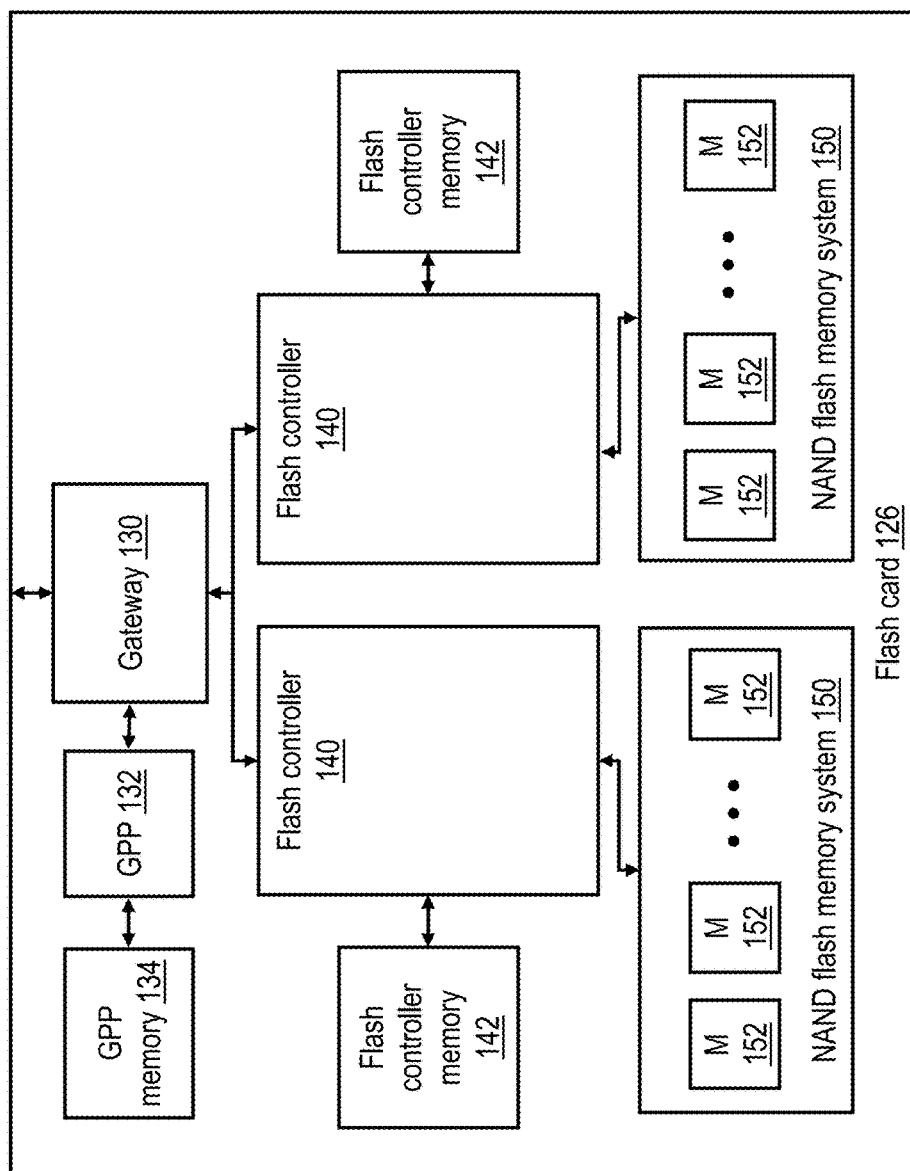 GPP
memory 134
GPP 132
Gateway 130
Flash
controller
memory
142
Flash controller
140
Flash controller
140
Flash
controller
memory
142
M
152
M
152
M
152
NAND flash memory system 150
M
152
M
152
M
152
NAND flash memory system 150
Flash card 126